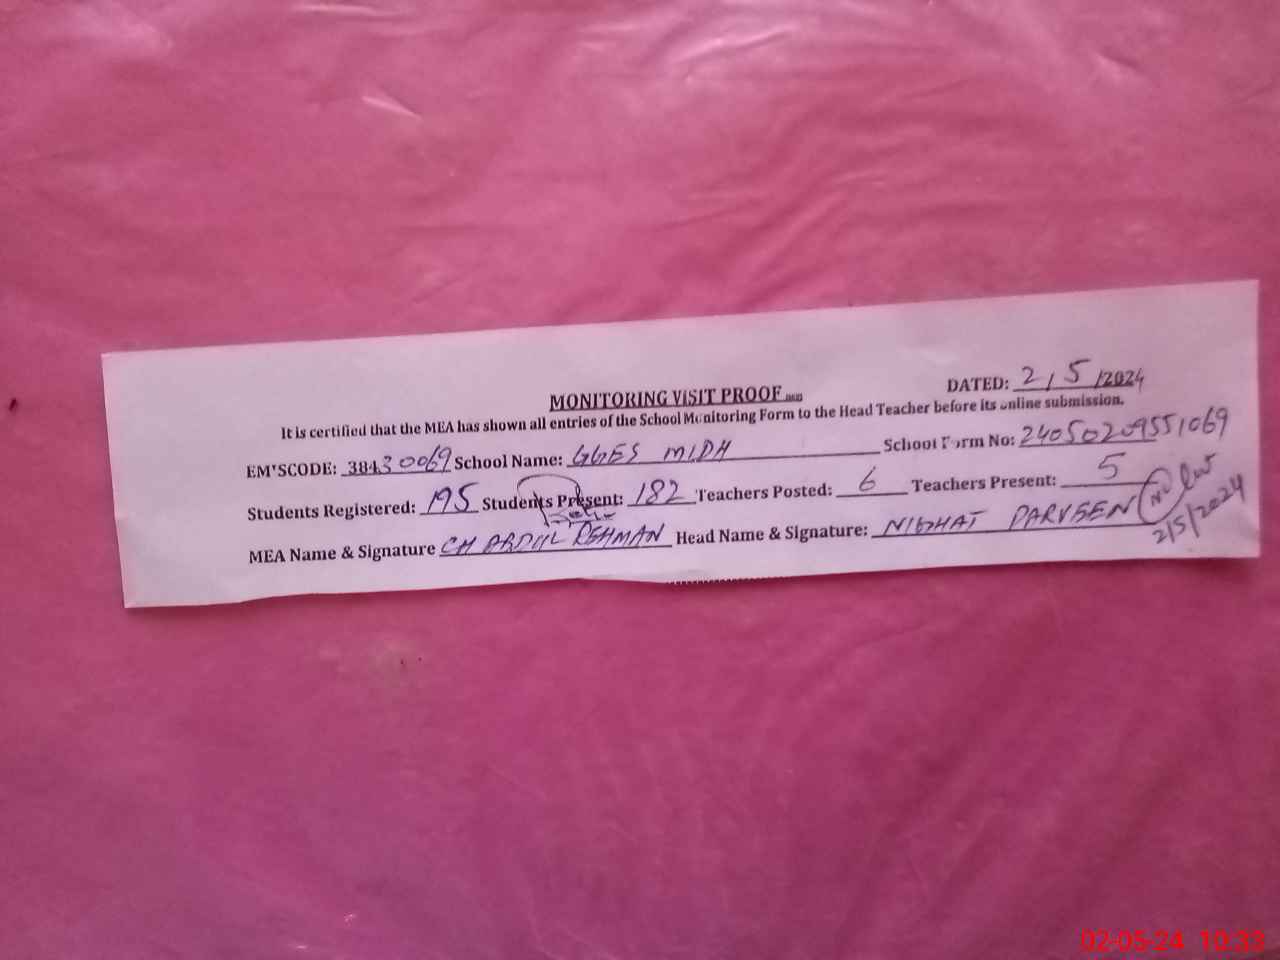 MONITORING VISIT PROOF
DATED: 2/5/2024
It is certified that the MEA has shown all entries of the School Monitoring Form to the Head Teacher before its online submission.
EMISCODE: 38430069 School Name: GGES MIDH School Form No: 24050209551069
Students Registered: 195 Students Present: 182 Teachers Posted: 6 Teachers Present: 5
MEA Name & Signature CH ABDUL REHMAN Head Name & Signature: NIGHAT PARVEEN
2/5/2024
02-05-24 10:33